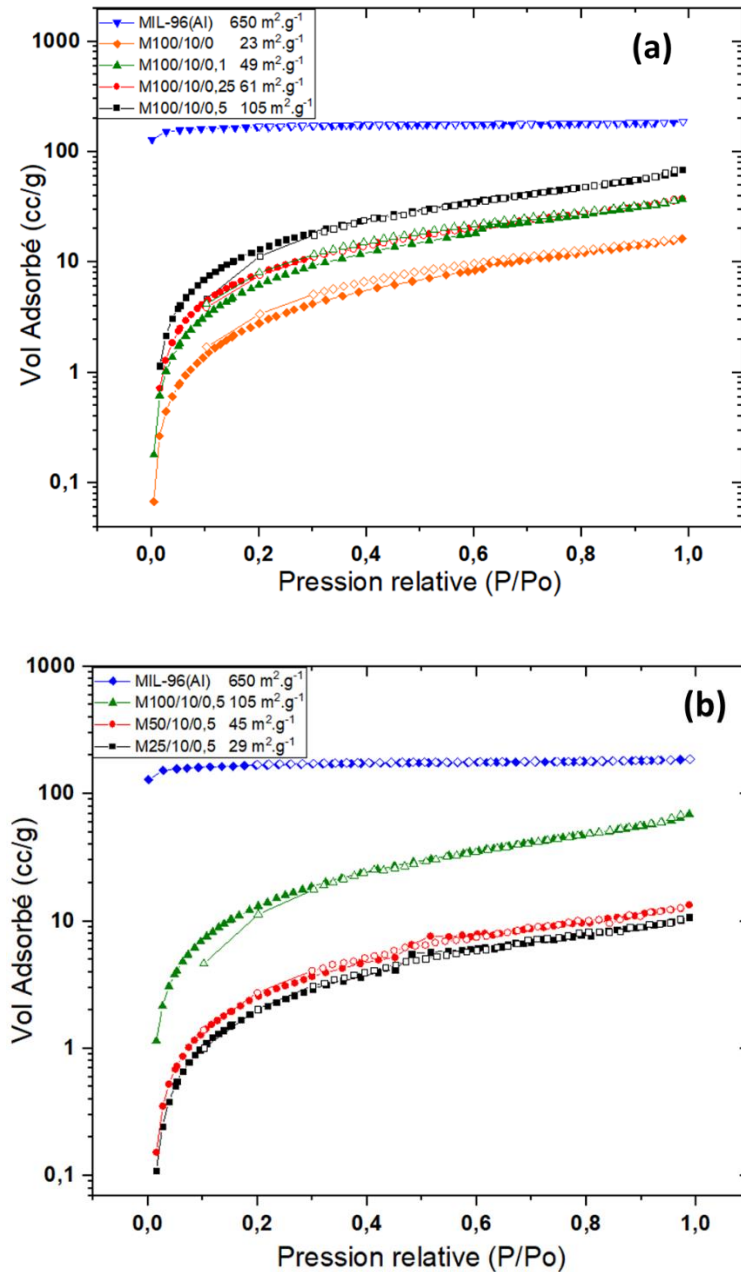 (a)
MIL-96(Al) 650 m².g⁻¹
M100/10/0 23 m².g⁻¹
M100/10/0,1 49 m².g⁻¹
M100/10/0,25 61 m².g⁻¹
M100/10/0,5 105 m².g⁻¹
1000
100
10
1
0,1
Vol Adsorbé (cc/g)
0,0 0,2 0,4 0,6 0,8 1,0
Pression relative (P/Po)
(b)
MIL-96(Al) 650 m².g⁻¹
M100/10/0,5 105 m².g⁻¹
M50/10/0,5 45 m².g⁻¹
M25/10/0,5 29 m².g⁻¹
1000
100
10
1
0,1
Vol Adsorbé (cc/g)
0,0 0,2 0,4 0,6 0,8 1,0
Pression relative (P/Po)